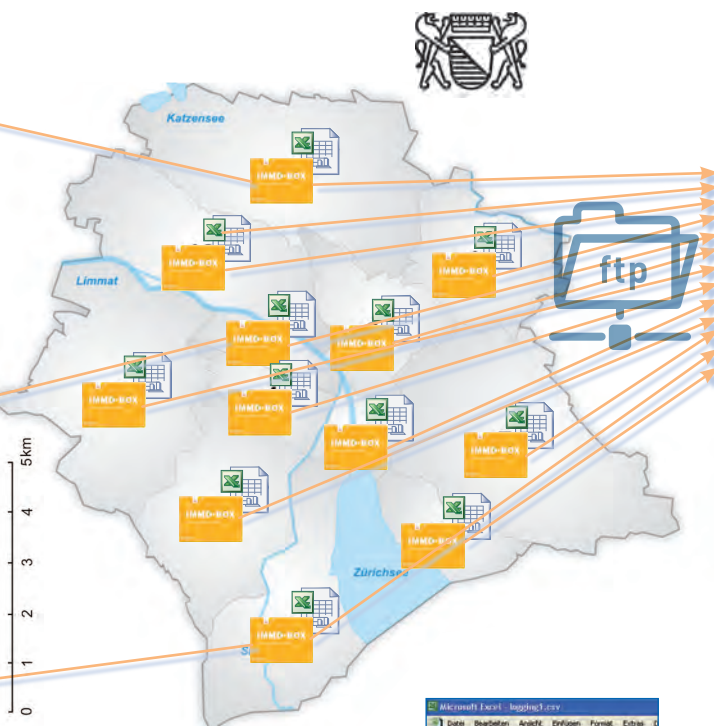 Katzensee
IMMD-BOX
IMMD-BOX
IMMD-BOX
ftp
Limmat
IMMD-BOX
IMMD-BOX
IMMD-BOX
IMMD-BOX
IMMD-BOX
IMMD-BOX
IMMD-BOX
IMMD-BOX
Zürichsee
IMMD-BOX
5km
4
3
2
1
0
Microsoft Excel - logging1.csv
Datei Bearbeiten Ansicht Einfügen Format Extras